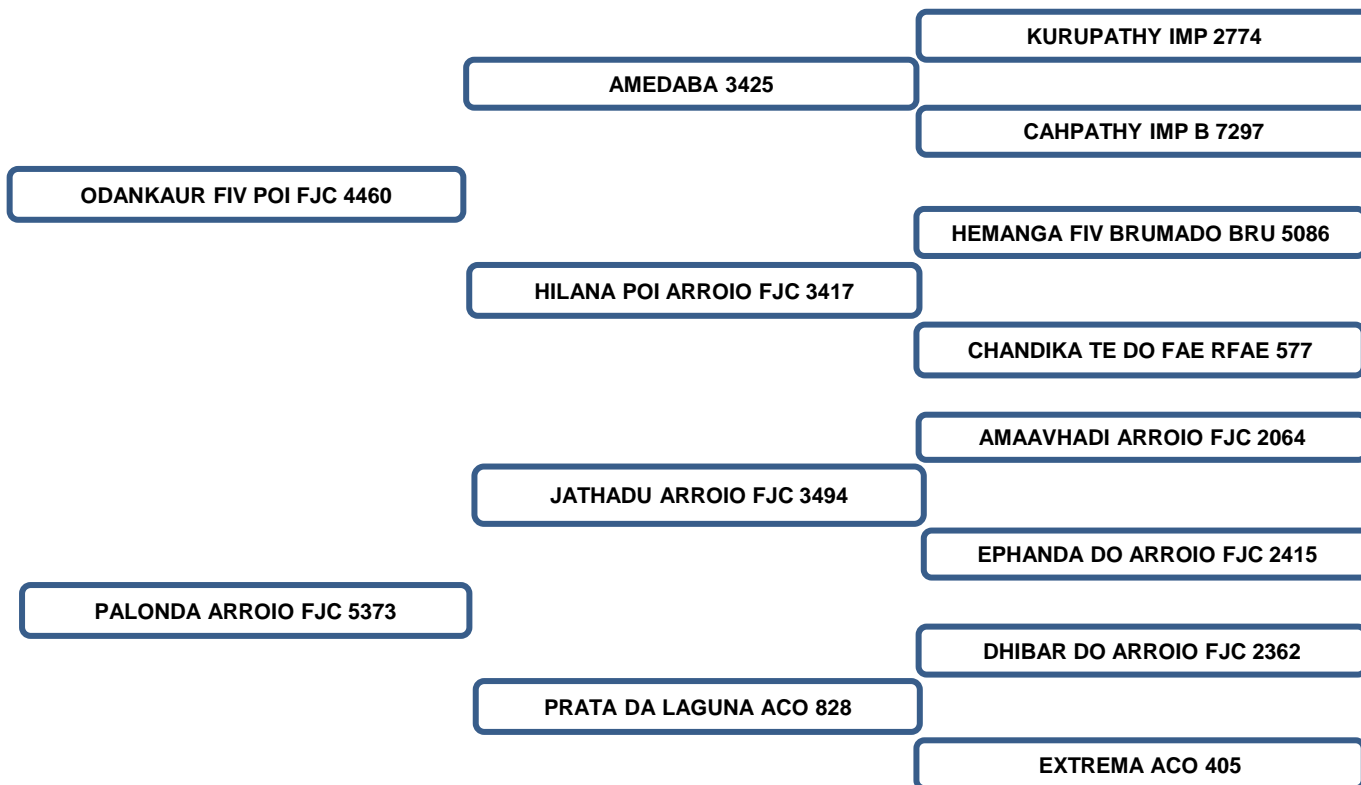 KURUPATHY IMP 2774
AMEDABA 3425
CAHPATHY IMP B 7297
ODANKAUR FIV POI FJC 4460
HEMANGA FIV BRUMADO BRU 5086
HILANA POI ARROIO FJC 3417
CHANDIKA TE DO FAE RFAE 577
AMAAVHADI ARROIO FJC 2064
JATHADU ARROIO FJC 3494
EPHANDA DO ARROIO FJC 2415
PALONDA ARROIO FJC 5373
DHIBAR DO ARROIO FJC 2362
PRATA DA LAGUNA ACO 828
EXTREMA ACO 405